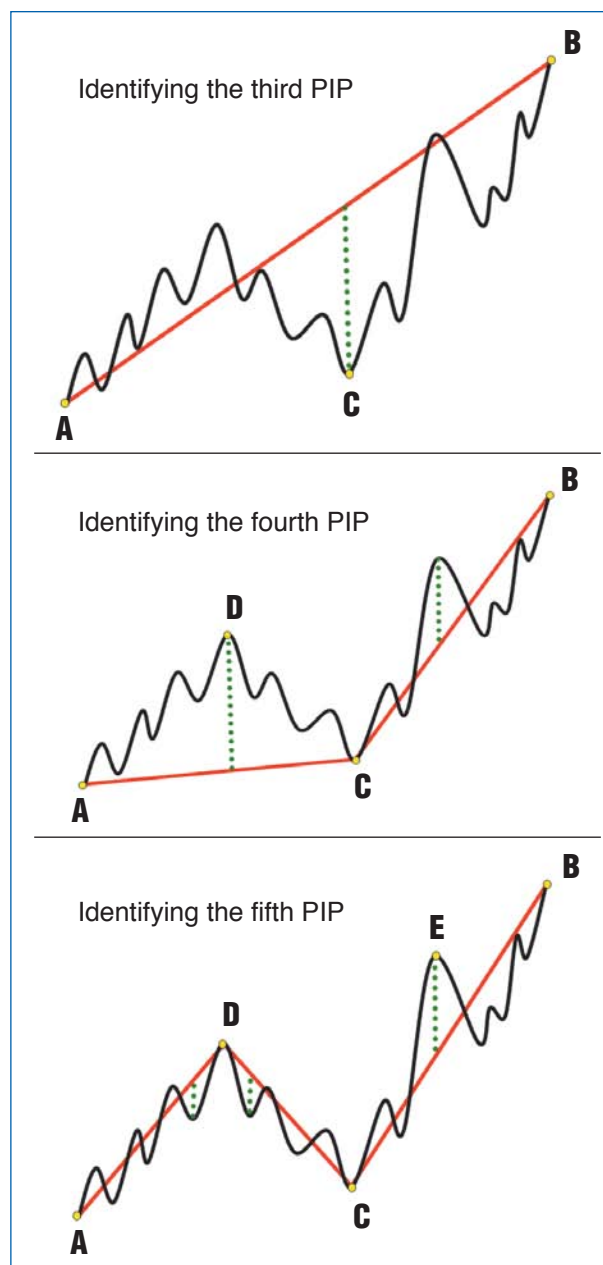 B
Identifying the third PIP
C
A
B
Identifying the fourth PIP
D
C
A
B
Identifying the fifth PIP
E
D
C
A